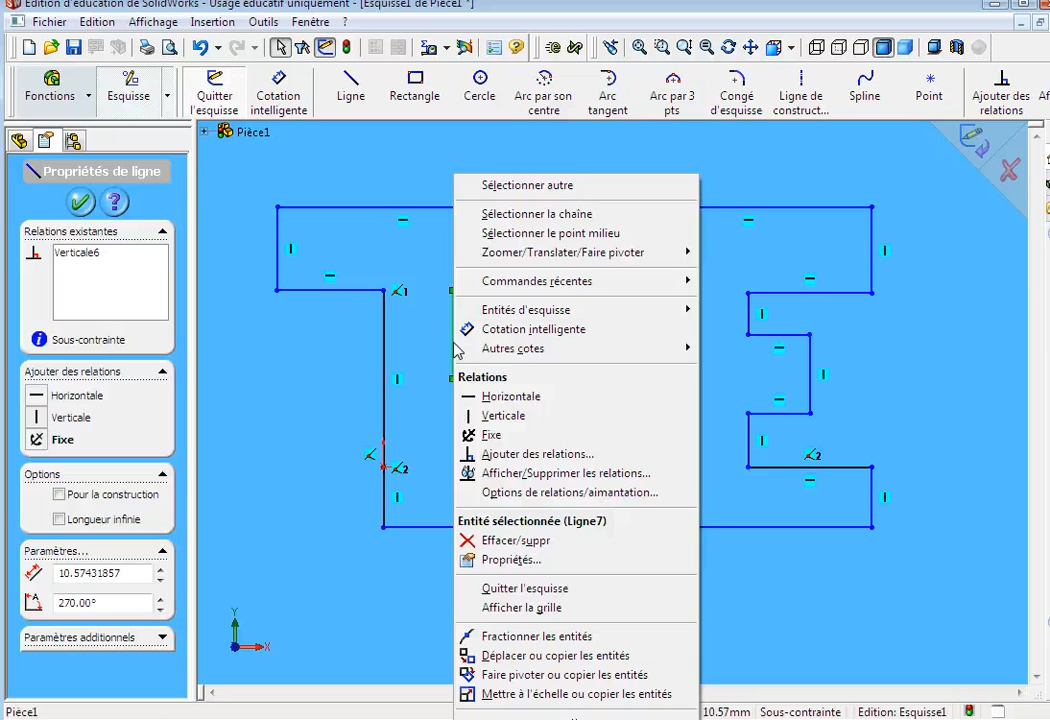 Edition d'éducation de SolidWorks - Usage éducatif uniquement - [Esquisse1 de Pièce1 *]
Fichier Edition Affichage Insertion Outils Fenêtre ?
Fonctions
Esquisse
Quitter l'esquisse
Cotation intelligente
Ligne
Rectangle
Cercle
Arc par son centre
Arc tangent
Arc par 3 pts
Congé d'esquisse
Ligne de construct...
Spline
Point
Ajouter des relations
Pièce1
Propriétés de ligne
Relations existantes
Verticale6
Sous-contrainte
Ajouter des relations
Horizontale
Verticale
Fixe
Options
Pour la construction
Longueur infinie
Paramètres...
10.57431857
270.00°
Paramètres additionnels
1
2
2
Y
X
Sélectionner autre
Sélectionner la chaîne
Sélectionner le point milieu
Zoomer/Translater/Faire pivoter
Commandes récentes
Entités d'esquisse
Cotation intelligente
Autres cotes
Relations
Horizontale
Verticale
Fixe
Ajouter des relations...
Afficher/Supprimer les relations...
Options de relations/aimantation...
Entité sélectionnée (Ligne7)
Effacer/suppr
Propriétés...
Quitter l'esquisse
Afficher la grille
Fractionner les entités
Déplacer ou copier les entités
Faire pivoter ou copier les entités
Mettre à l'échelle ou copier les entités
Pièce1 10.57mm Sous-contrainte Edition: Esquisse1